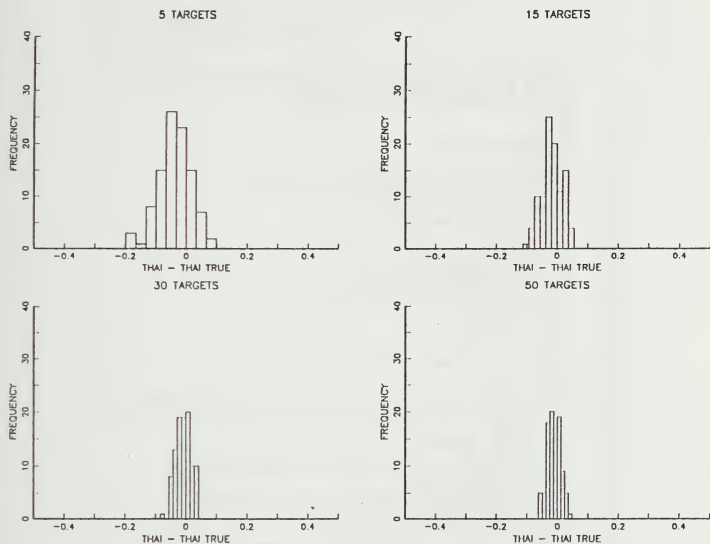 5 TARGETS
FREQUENCY
0 10 20 30 40
-0.4 -0.2 0 0.2 0.4
THAI - THAI TRUE
15 TARGETS
FREQUENCY
0 10 20 30 40
-0.4 -0.2 0 0.2 0.4
THAI - THAI TRUE
30 TARGETS
FREQUENCY
0 10 20 30 40
-0.4 -0.2 0 0.2 0.4
THAI - THAI TRUE
50 TARGETS
FREQUENCY
0 10 20 30 40
-0.4 -0.2 0 0.2 0.4
THAI - THAI TRUE